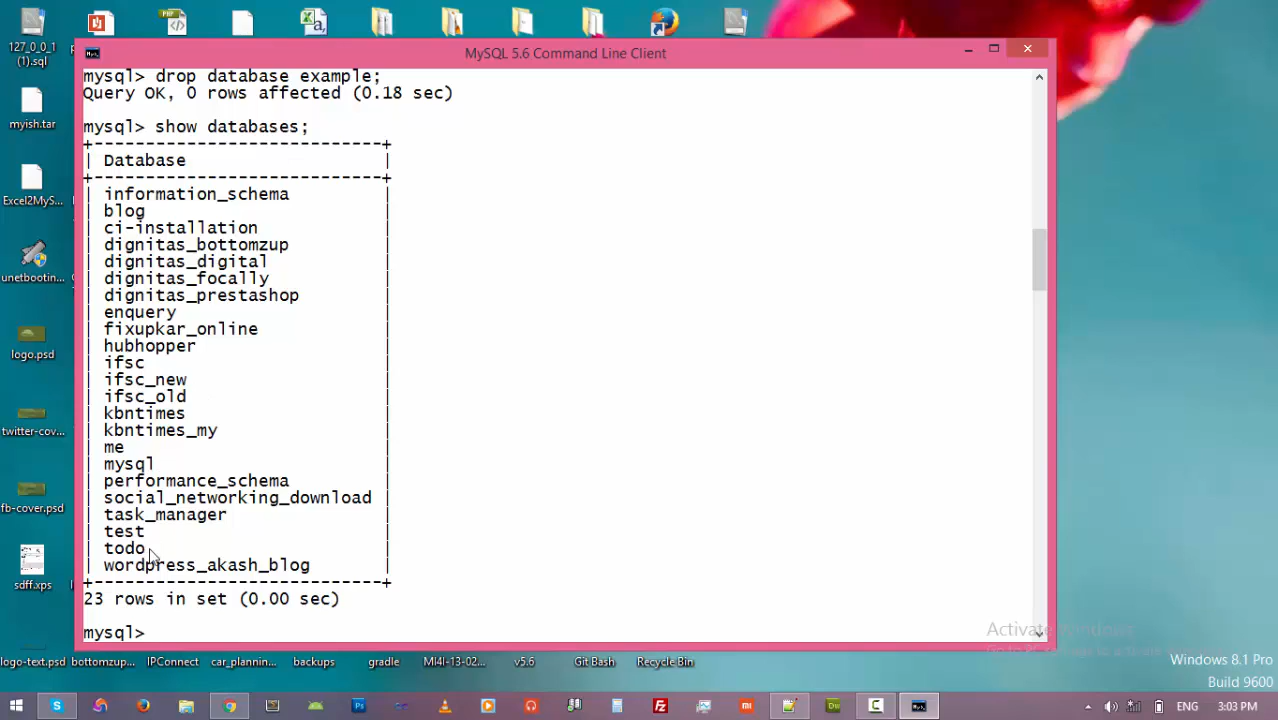 MySQL 5.6 Command Line Client
mysql> drop database example;
Query OK, 0 rows affected (0.18 sec)
mysql> show databases;
+----------------------------+
| Database |
+----------------------------+
| information_schema |
| blog |
| ci-installation |
| dignitas_bottomzup |
| dignitas_digital |
| dignitas_focally |
| dignitas_prestashop |
| enquery |
| fixupkar_online |
| hubhopper |
| ifsc |
| ifsc_new |
| ifsc_old |
| kbntimes |
| kbntimes_my |
| me |
| mysql |
| performance_schema |
| social_networking_download |
| task_manager |
| test |
| todo |
| wordpress_akash_blog |
+----------------------------+
23 rows in set (0.00 sec)
mysql>
127_0_0_1
(1).sql
myish.tar
Excel2MyS...
unetbootin...
logo.psd
twitter-cov...
fb-cover.psd
sdff.xps
logo-text.psd
bottomzup...
IPConnect
car_plannin...
backups
gradle
MI4I-13-02...
v5.6
Git Bash
Recycle Bin
Activate Windows
Windows 8.1 Pro
Build 9600
ENG
3:03 PM